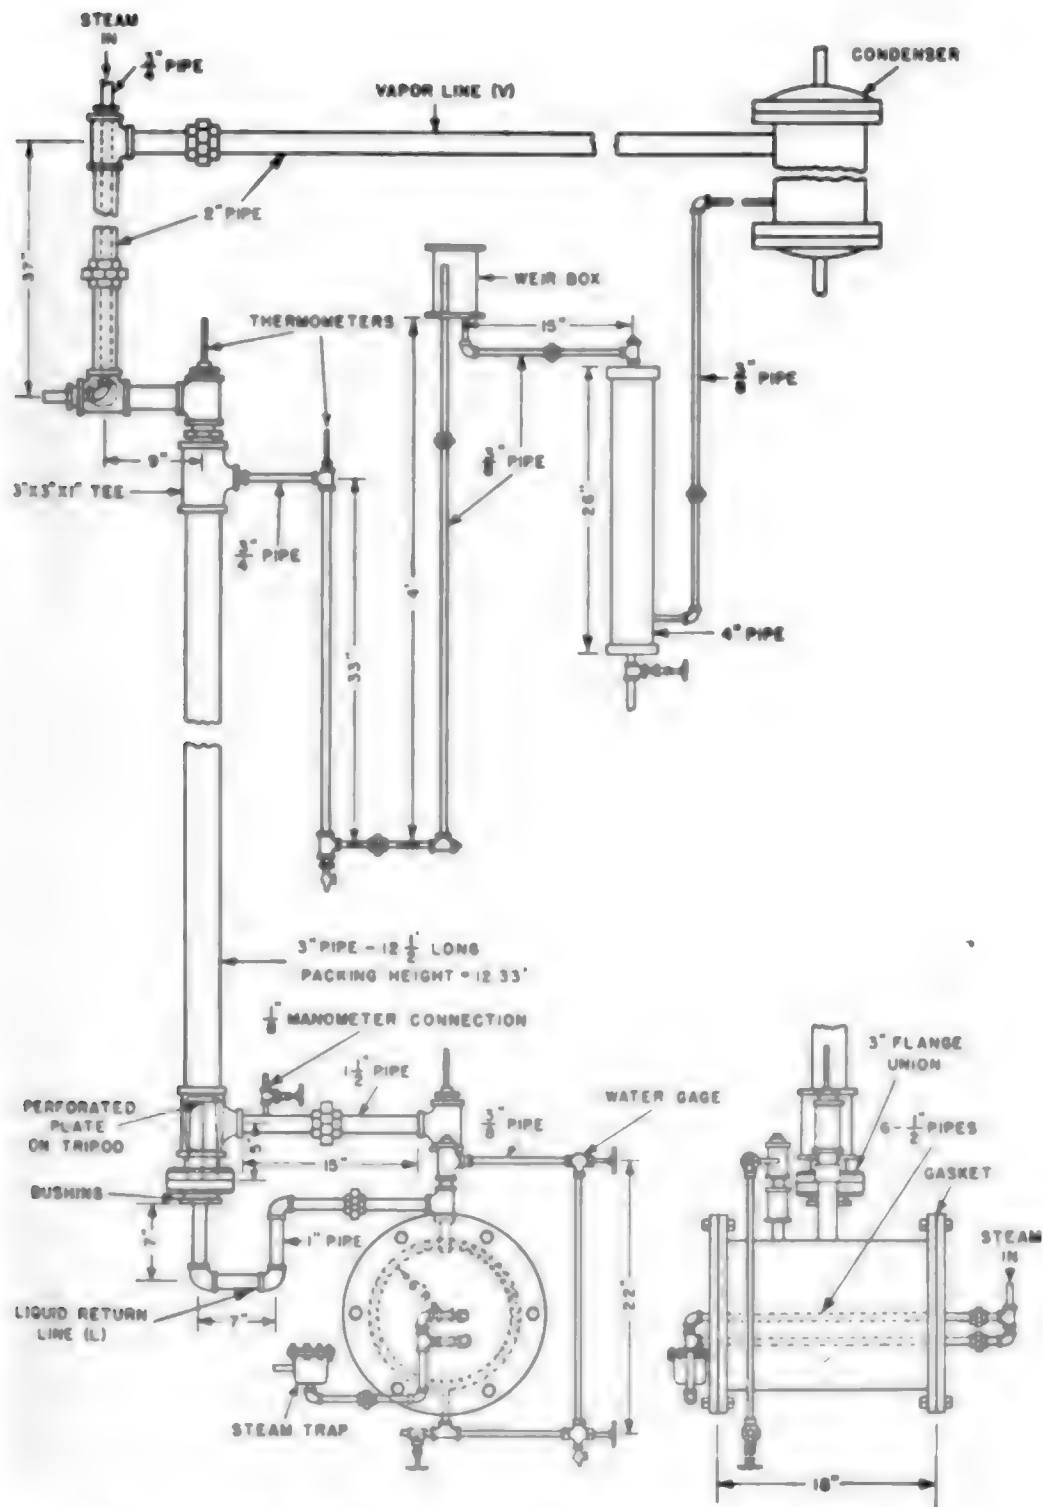 STEAM
IN
3/4" PIPE
CONDENSER
VAPOR LINE (V)
2" PIPE
37"
WEIR BOX
THERMOMETERS
15"
3/8" PIPE
3/8" PIPE
9"
3"X3"X1" TEE
3/4" PIPE
26"
4'
33"
4" PIPE
3" PIPE - 12 1/2' LONG
PACKING HEIGHT = 12.33'
1/8" MANOMETER CONNECTION
1 1/2" PIPE
3" FLANGE
UNION
PERFORATED
PLATE
ON TRIPOD
3/8" PIPE
WATER GAGE
6 - 1/2" PIPES
5"
15"
GASKET
BUSHING
7"
1" PIPE
STEAM
IN
22"
LIQUID RETURN
LINE (L)
7"
STEAM TRAP
18"